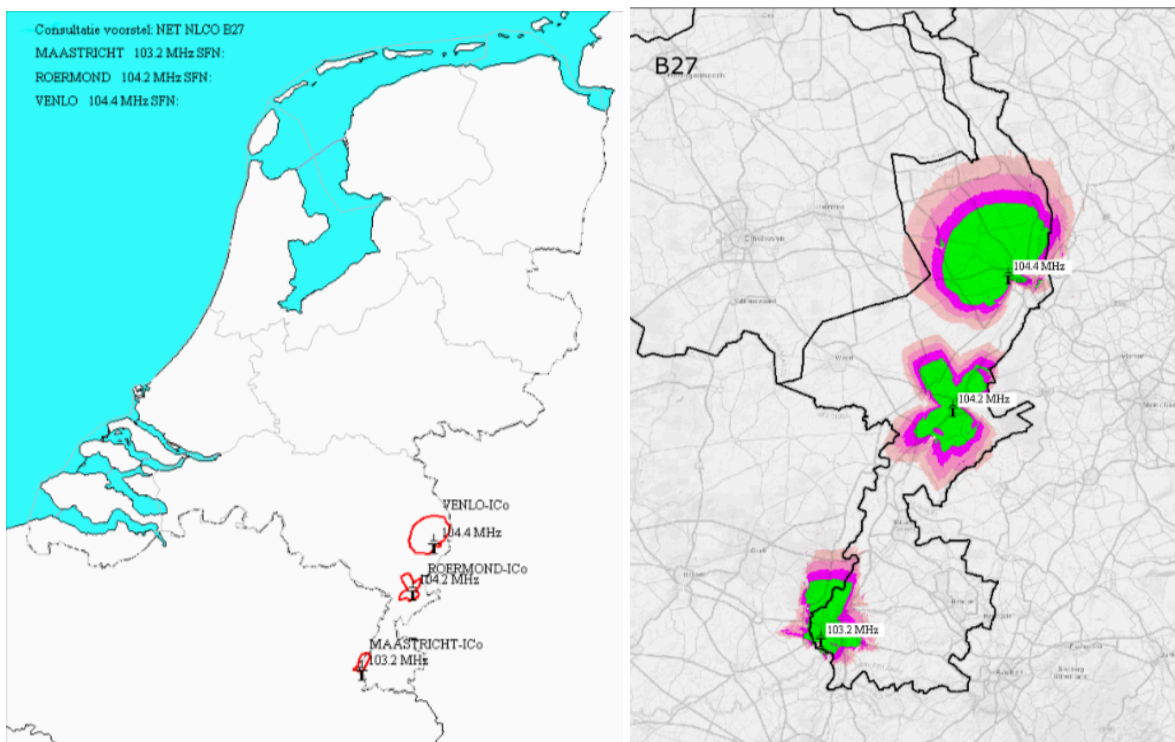 Consultatie voorstel: NET NLCO B27
MAASTRICHT 103.2 MHz SFN:
ROERMOND 104.2 MHz SFN:
VENLO 104.4 MHz SFN:
VENLO-ICo
104.4 MHz
ROERMOND-ICo
104.2 MHz
MAASTRICHT-ICo
103.2 MHz
B27
104.4 MHz
104.2 MHz
103.2 MHz